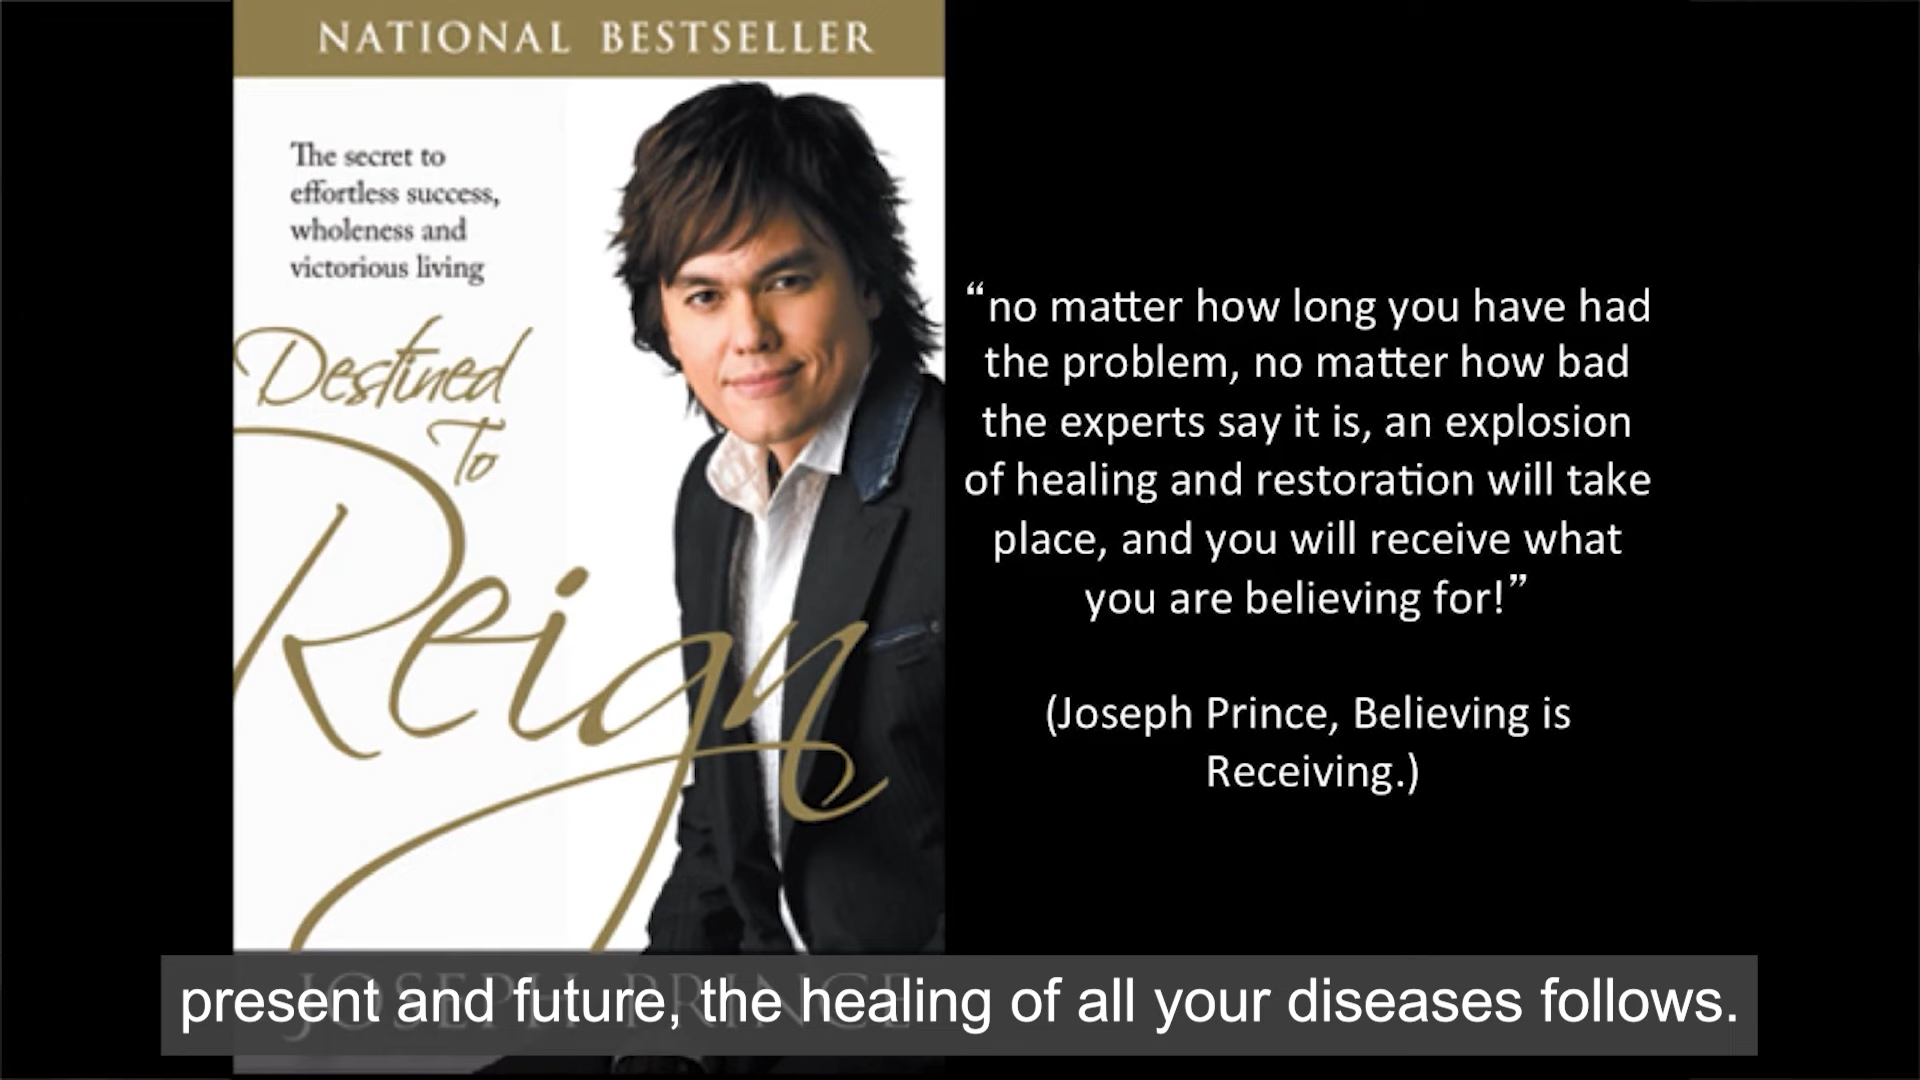 NATIONAL BESTSELLER
The secret to
effortless success,
wholeness and
victorious living
Destined
To
Reign
JOSEPH PRINCE
“no matter how long you have had
the problem, no matter how bad
the experts say it is, an explosion
of healing and restoration will take
place, and you will receive what
you are believing for!”
(Joseph Prince, Believing is
Receiving.)
present and future, the healing of all your diseases follows.